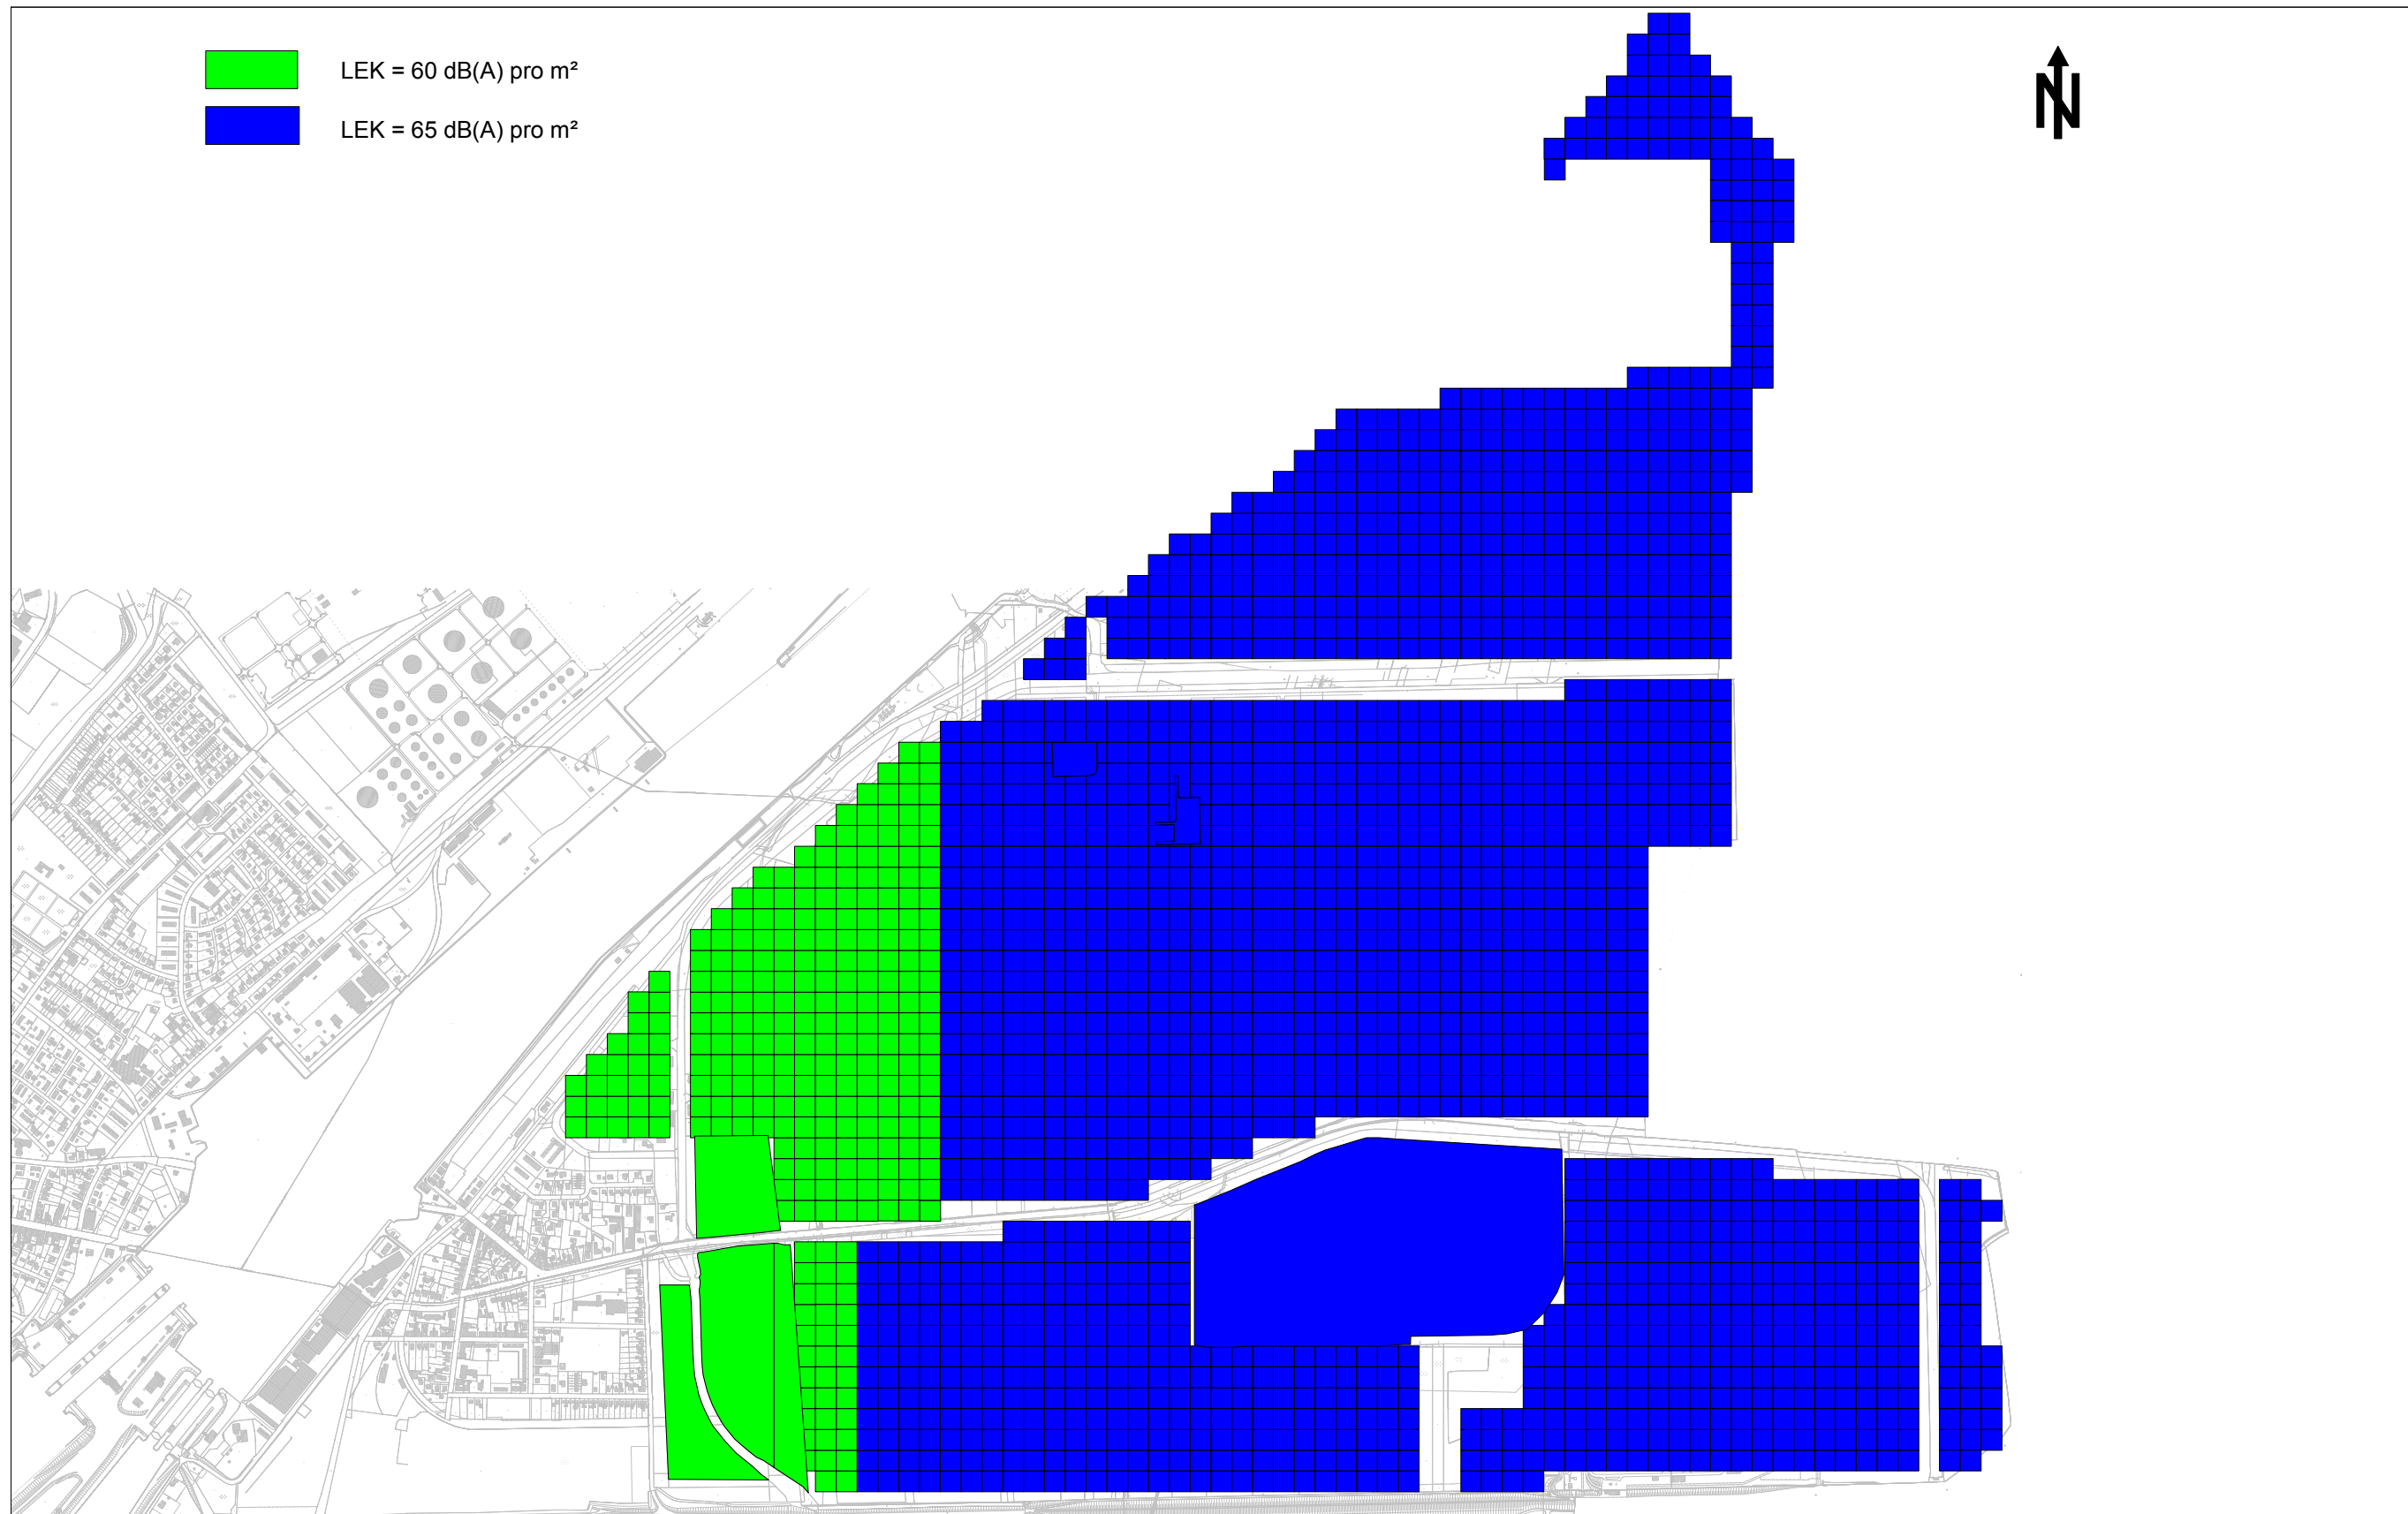 LEK = 60 dB(A) pro m²
LEK = 65 dB(A) pro m²
N